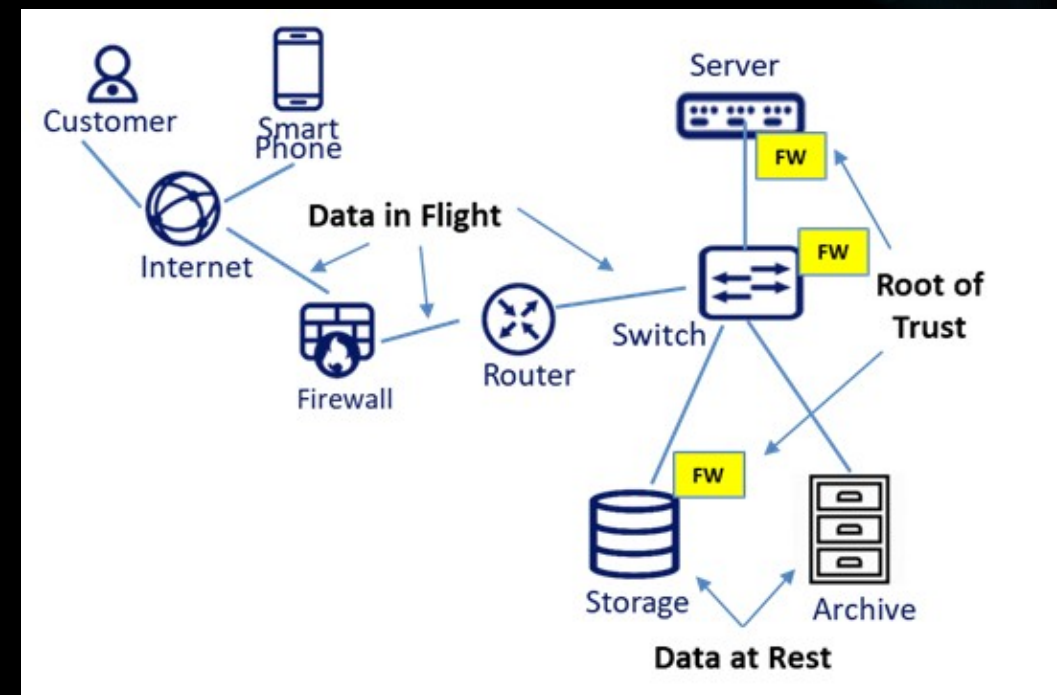 Customer
Smart
Phone
Server
FW
Data in Flight
Internet
FW
Root of
Trust
Switch
Router
Firewall
FW
Storage
Archive
Data at Rest